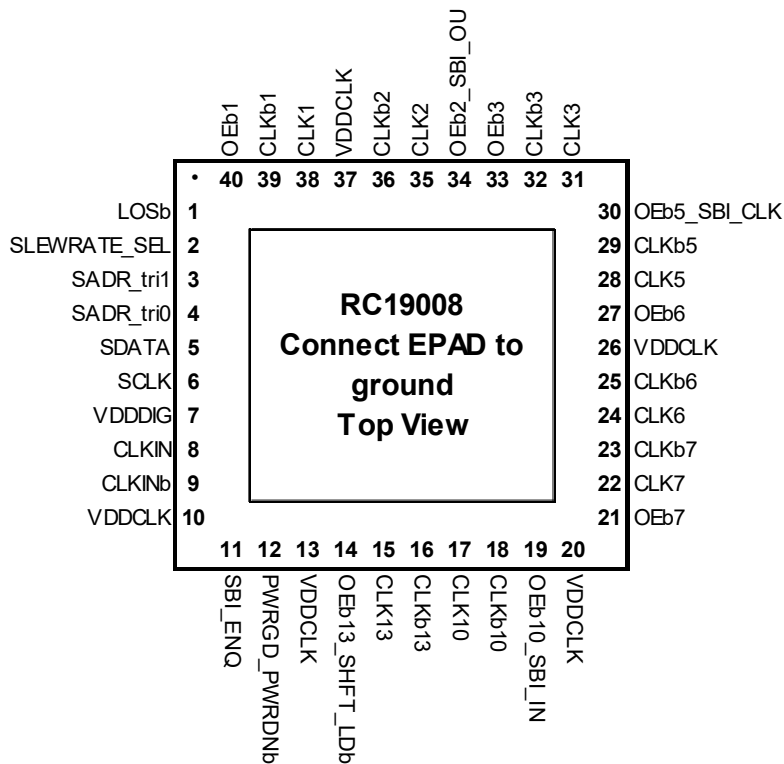 OEb1
CLKb1
CLK1
VDDCLK
CLKb2
CLK2
OEb2_SBI_OU
OEb3
CLKb3
CLK3
40 39 38 37 36 35 34 33 32 31
LOSb 1
SLEWRATE_SEL 2
SADR_tri1 3
SADR_tri0 4
SDATA 5
SCLK 6
VDDDIG 7
CLKIN 8
CLKINb 9
VDDCLK 10
RC19008
Connect EPAD to
ground
Top View
30 OEb5_SBI_CLK
29 CLKb5
28 CLK5
27 OEb6
26 VDDCLK
25 CLKb6
24 CLK6
23 CLKb7
22 CLK7
21 OEb7
11 12 13 14 15 16 17 18 19 20
SBI_ENQ
PWRGD_PWRDNb
VDDCLK
OEb13_SHFT_LDb
CLK13
CLKb13
CLK10
CLKb10
OEb10_SBI_IN
VDDCLK